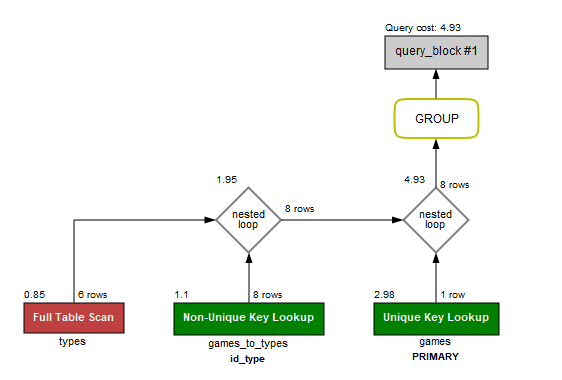 Query cost: 4.93
query_block #1
GROUP
1.95
4.93
8 rows
nested
loop
8 rows
nested
loop
0.85
6 rows
1.1
8 rows
2.98
1 row
Full Table Scan
Non-Unique Key Lookup
Unique Key Lookup
types
games_to_types
games
id_type
PRIMARY